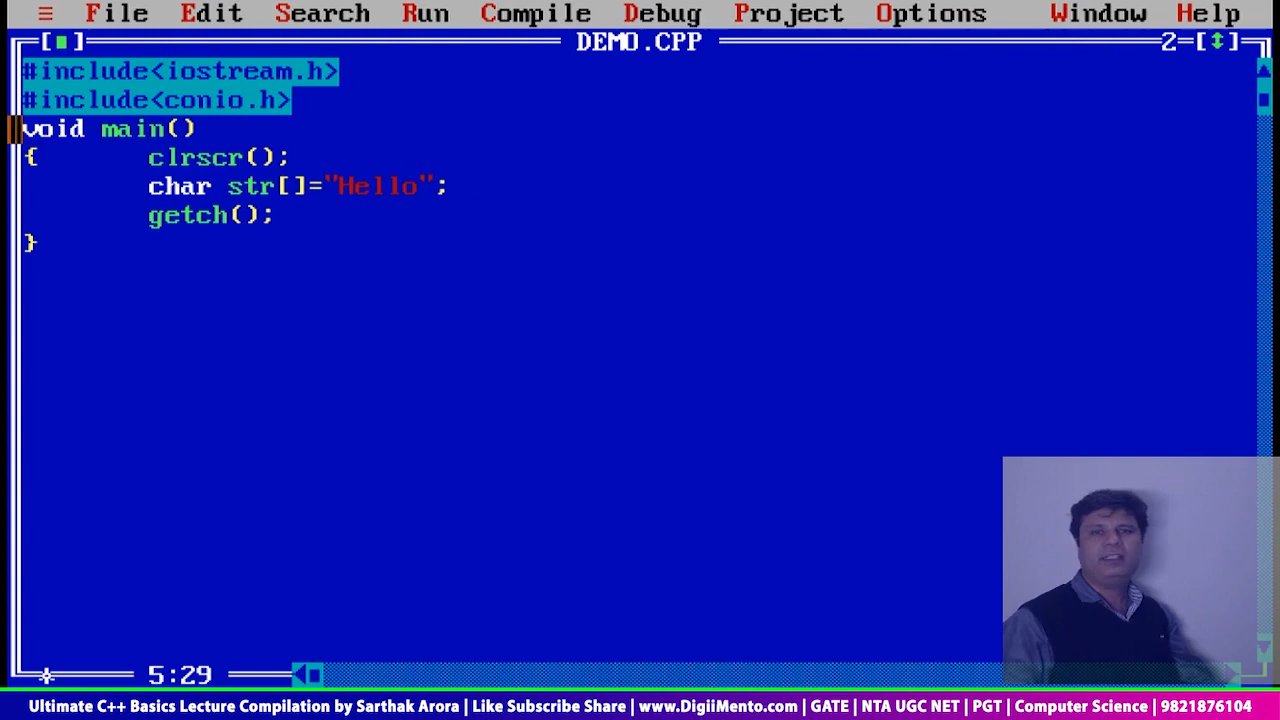 ≡ File Edit Search Run Compile Debug Project Options Window Help
[■] DEMO.CPP 2=[↕]
#include<iostream.h>
#include<conio.h>
void main()
{ clrscr();
char str[]="Hello";
getch();
}
5:29
Ultimate C++ Basics Lecture Compilation by Sarthak Arora | Like Subscribe Share | www.DigiiMento.com | GATE | NTA UGC NET | PGT | Computer Science | 9821876104